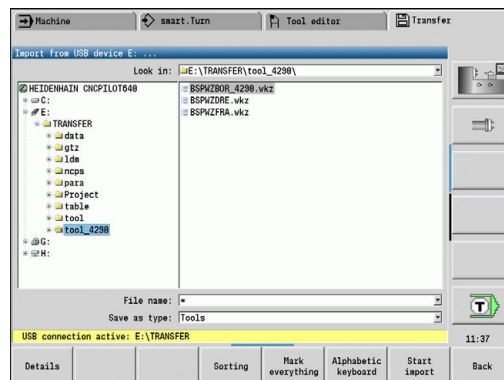 Machine
smart.Turn
Tool editor
Transfer
Import from USB device E: ...
Look in: E:\TRANSFER\tool_4290\
HEIDENHAIN CNCPILOT640
C:
E:
TRANSFER
data
gtz
ldm
ncps
para
Project
table
tool
tool_4290
G:
H:
BSPWZBOR_4290.wkz
BSPWZDRE.wkz
BSPWZFRA.wkz
File name: *
Save as type: Tools
USB connection active: E:\TRANSFER
T
11:37
Details
Sorting
Mark everything
Alphabetic keyboard
Start import
Back